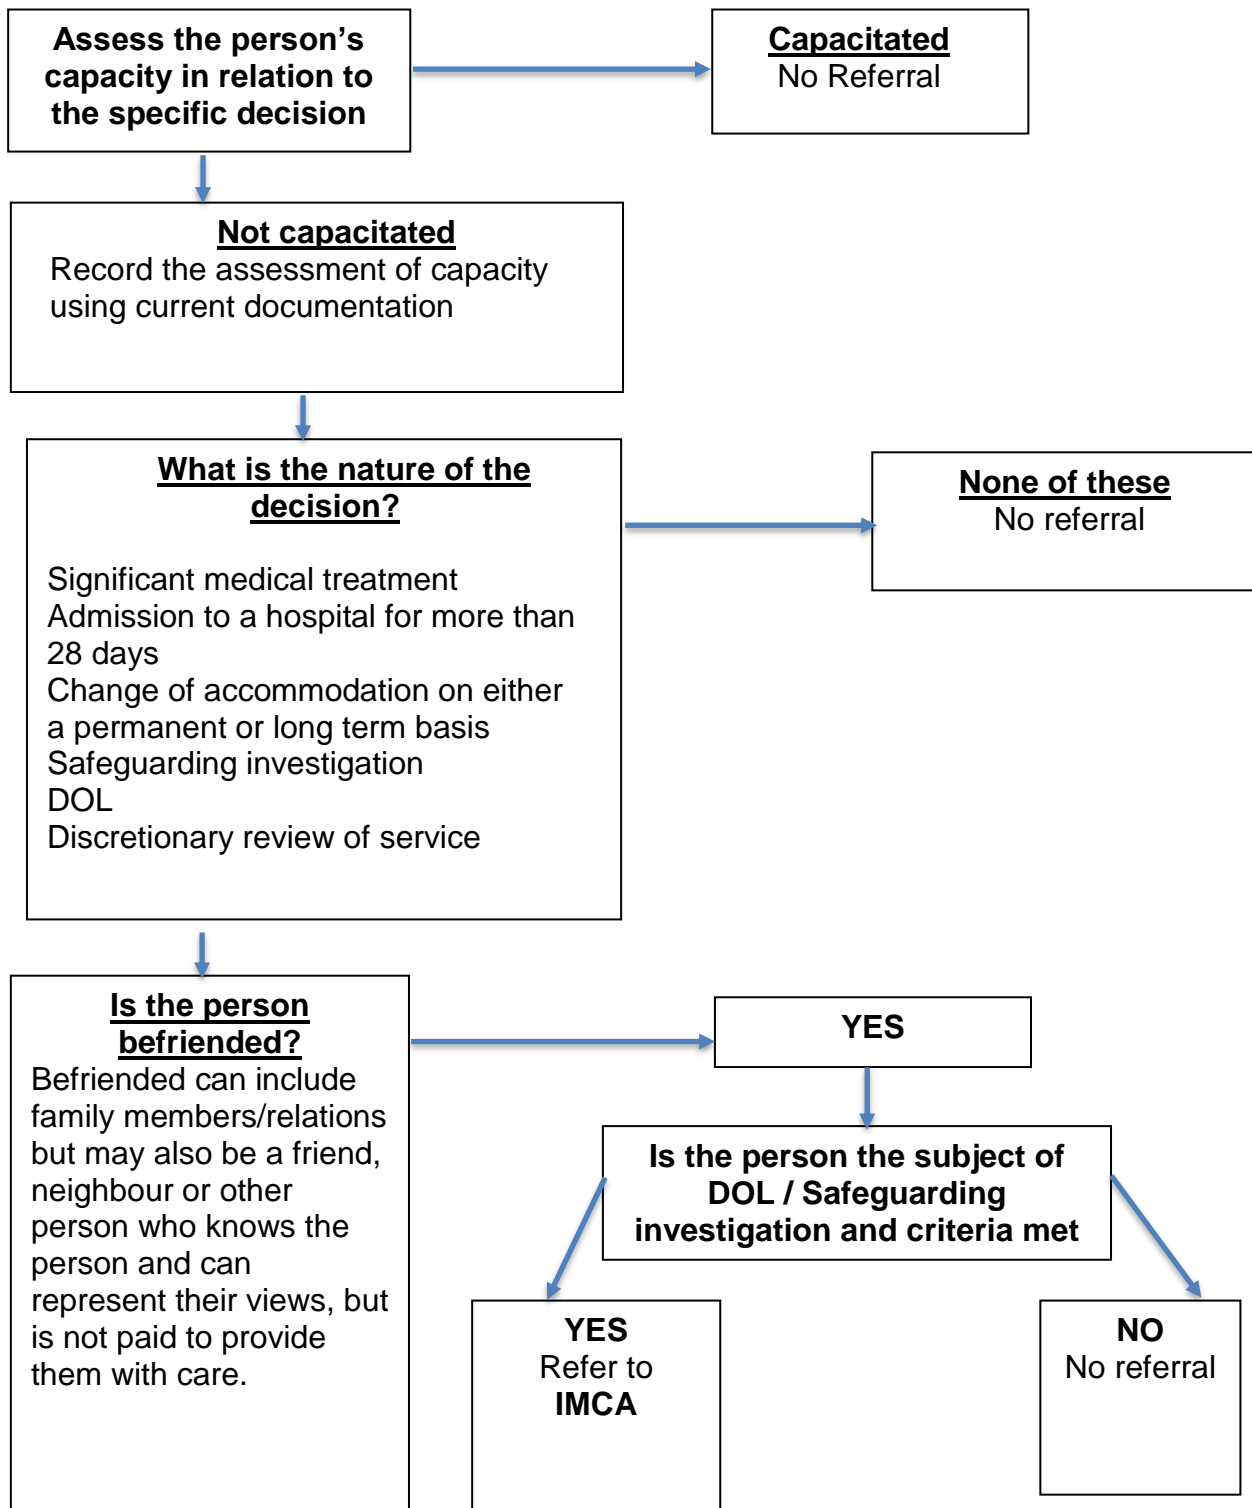 Assess the person’s
capacity in relation to
the specific decision
Capacitated
No Referral
Not capacitated
Record the assessment of capacity
using current documentation
What is the nature of the
decision?
Significant medical treatment
Admission to a hospital for more than
28 days
Change of accommodation on either
a permanent or long term basis
Safeguarding investigation
DOL
Discretionary review of service
None of these
No referral
Is the person
befriended?
Befriended can include
family members/relations
but may also be a friend,
neighbour or other
person who knows the
person and can
represent their views, but
is not paid to provide
them with care.
YES
Is the person the subject of
DOL / Safeguarding
investigation and criteria met
YES
Refer to
IMCA
NO
No referral